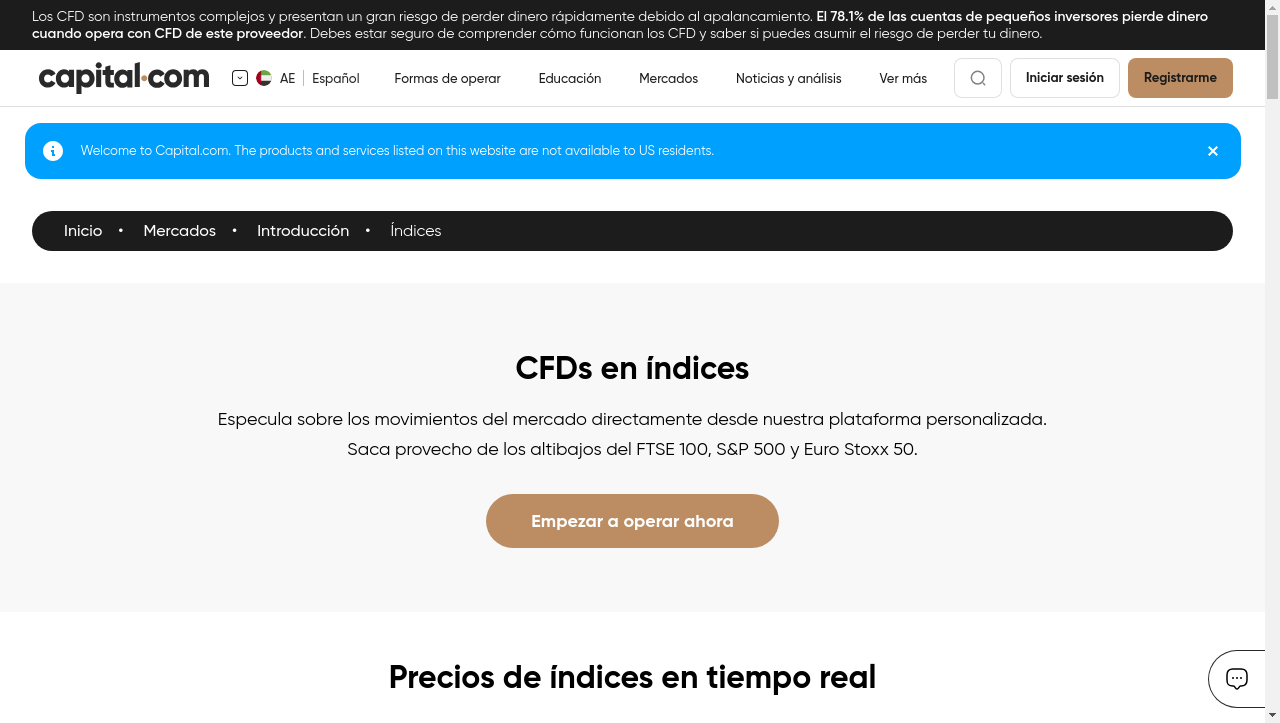 Los CFD son instrumentos complejos y presentan un gran riesgo de perder dinero rápidamente debido al apalancamiento. El 78.1% de las cuentas de pequeños inversores pierde dinero
cuando opera con CFD de este proveedor. Debes estar seguro de comprender cómo funcionan los CFD y saber si puedes asumir el riesgo de perder tu dinero.
capital.com AE Español Formas de operar Educación Mercados Noticias y análisis Ver más Iniciar sesión Registrarme
Welcome to Capital.com. The products and services listed on this website are not available to US residents.
Inicio • Mercados • Introducción • Índices
CFDs en índices
Especula sobre los movimientos del mercado directamente desde nuestra plataforma personalizada.
Saca provecho de los altibajos del FTSE 100, S&P 500 y Euro Stoxx 50.
Empezar a operar ahora
Precios de índices en tiempo real